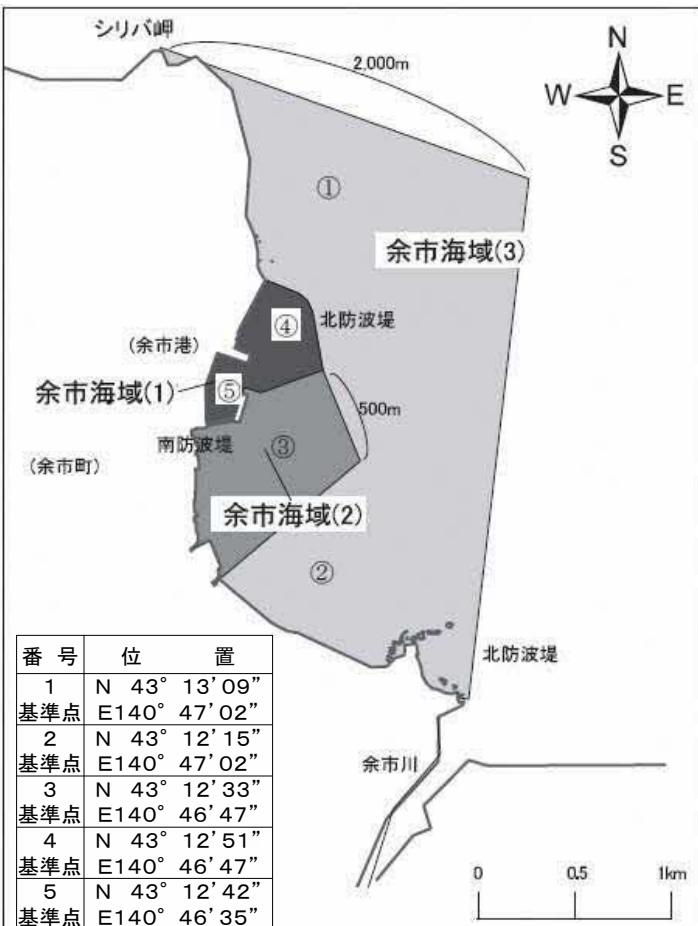 シリバ岬
2,000m
N
W
E
S
①
余市海域(3)
④
北防波堤
(余市港)
余市海域(1)
⑤
500m
南防波堤
③
(余市町)
余市海域(2)
②
北防波堤
余市川
番 号 位 置
1 N 43° 13’09”
基準点 E140° 47’02”
2 N 43° 12’15”
基準点 E140° 47’02”
3 N 43° 12’33”
基準点 E140° 46’47”
4 N 43° 12’51”
基準点 E140° 46’47”
5 N 43° 12’42”
基準点 E140° 46’35”
0 0.5 1km